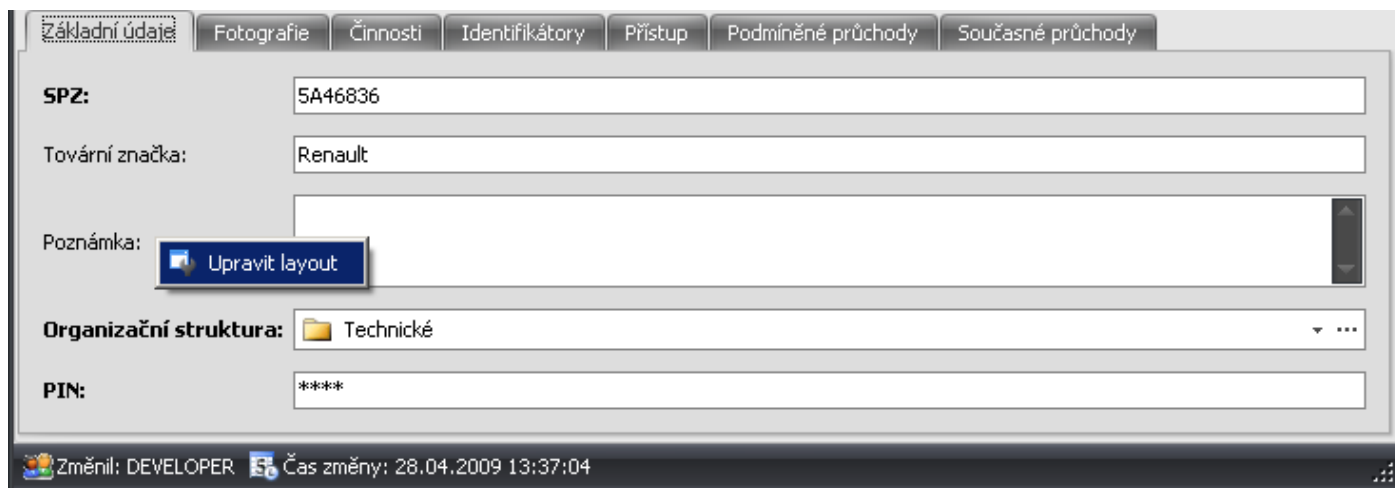 Základní údaje Fotografie Činnosti Identifikátory Přístup Podmíněné průchody Současné průchody
SPZ: 5A46836
Tovární značka: Renault
Poznámka:
Upravit layout
Organizační struktura: Technické
PIN: ****
Změnil: DEVELOPER Čas změny: 28.04.2009 13:37:04